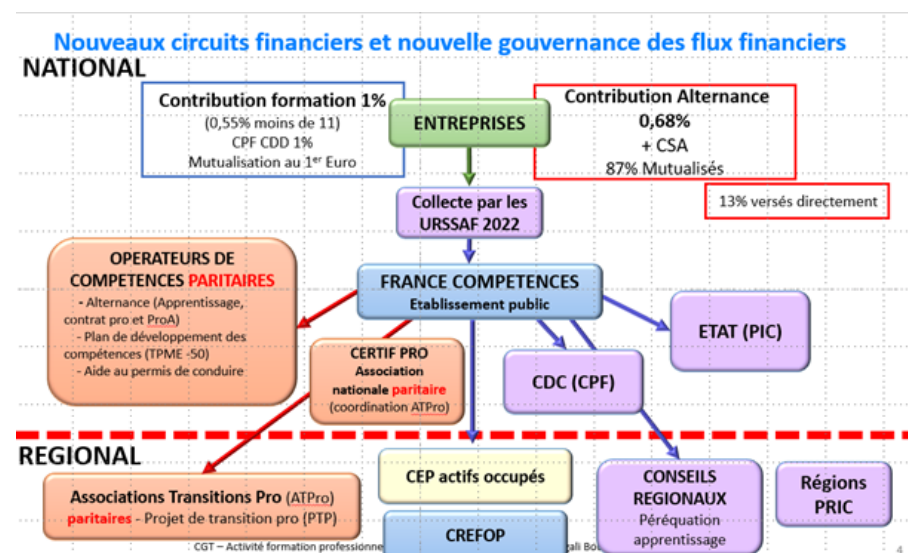 Nouveaux circuits financiers et nouvelle gouvernance des flux financiers
NATIONAL
Contribution formation 1%
(0,55% moins de 11)
CPF CDD 1%
Mutualisation au 1er Euro
ENTREPRISES
Contribution Alternance
0,68%
+ CSA
87% Mutualisés
13% versés directement
Collecte par les
URSSAF 2022
OPERATEURS DE
COMPETENCES PARITAIRES
- Alternance (Apprentissage,
contrat pro et ProA)
- Plan de développement des
compétences (TPME -50)
- Aide au permis de conduire
FRANCE COMPETENCES
Etablissement public
ETAT (PIC)
CERTIF PRO
Association
nationale paritaire
(coordination ATPro)
CDC (CPF)
REGIONAL
Associations Transitions Pro (ATPro)
paritaires - Projet de transition pro (PTP)
CEP actifs occupés
CREFOP
CONSEILS
REGIONAUX
Péréquation
apprentissage
Régions
PRIC
CGT – Activité formation
4